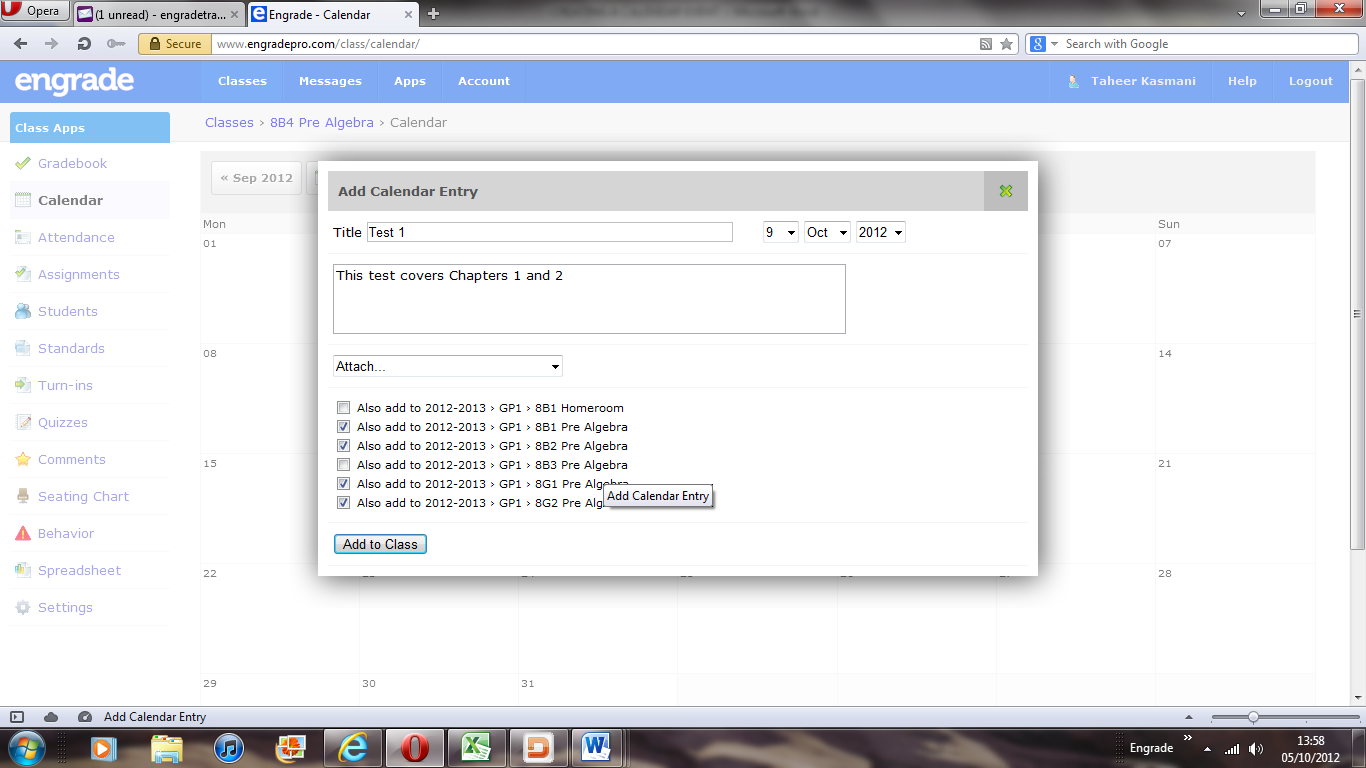 Opera
(1 unread) - engradetra...
Engrade - Calendar
Secure
www.engradepro.com/class/calendar/
Search with Google
engrade
Classes
Messages
Apps
Account
Taheer Kasmani
Help
Logout
Class Apps
Classes › 8B4 Pre Algebra › Calendar
Gradebook
Calendar
Attendance
Assignments
Students
Standards
Turn-ins
Quizzes
Comments
Seating Chart
Behavior
Spreadsheet
Settings
« Sep 2012
Mon
Sun
01
07
08
14
15
21
22
28
29
30
31
Add Calendar Entry
Title Test 1
9 Oct 2012
This test covers Chapters 1 and 2
Attach...
Also add to 2012-2013 › GP1 › 8B1 Homeroom
Also add to 2012-2013 › GP1 › 8B1 Pre Algebra
Also add to 2012-2013 › GP1 › 8B2 Pre Algebra
Also add to 2012-2013 › GP1 › 8B3 Pre Algebra
Also add to 2012-2013 › GP1 › 8G1 Pre Algebra
Also add to 2012-2013 › GP1 › 8G2 Pre
Add Calendar Entry
Add to Class
Add Calendar Entry
Engrade
13:58
05/10/2012